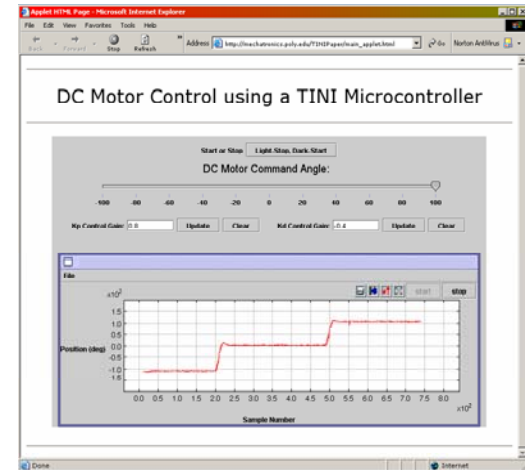 Applet HTML Page - Microsoft Internet Explorer
File Edit View Favorites Tools Help
Back Forward Stop Refresh Address http://mechatronics.poly.edu/TINIPaper/main_applet.html Go Norton AntiVirus
DC Motor Control using a TINI Microcontroller
Start or Stop Light-Stop, Dark-Start
DC Motor Command Angle:
-100 -80 -60 -40 -20 0 20 40 60 80 100
Kp Control Gain: Update Clear Kd Control Gain: -0.4 Update Clear
File
start stop
x10²
1.5
1.0
0.5
Position (deg) 0.0
-0.5
-1.0
0.0 0.5 1.0 1.5 2.0 2.5 3.0 3.5 4.0 4.5 5.0 5.5 6.0 6.5 7.0 7.5 8.0
x10²
Sample Number
Done Internet